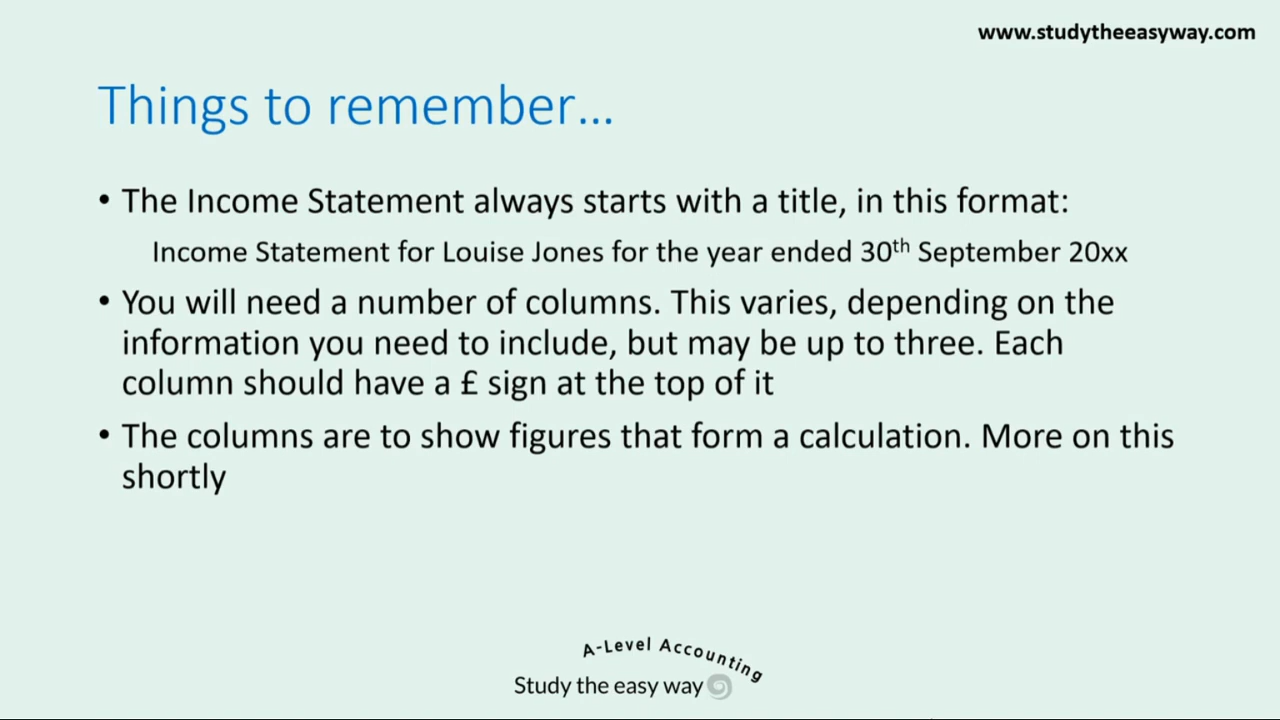 www.studytheeasyway.com
Things to remember...
• The Income Statement always starts with a title, in this format:
Income Statement for Louise Jones for the year ended 30th September 20xx
• You will need a number of columns. This varies, depending on the
information you need to include, but may be up to three. Each
column should have a £ sign at the top of it
• The columns are to show figures that form a calculation. More on this
shortly
A-Level Accounting
Study the easy way